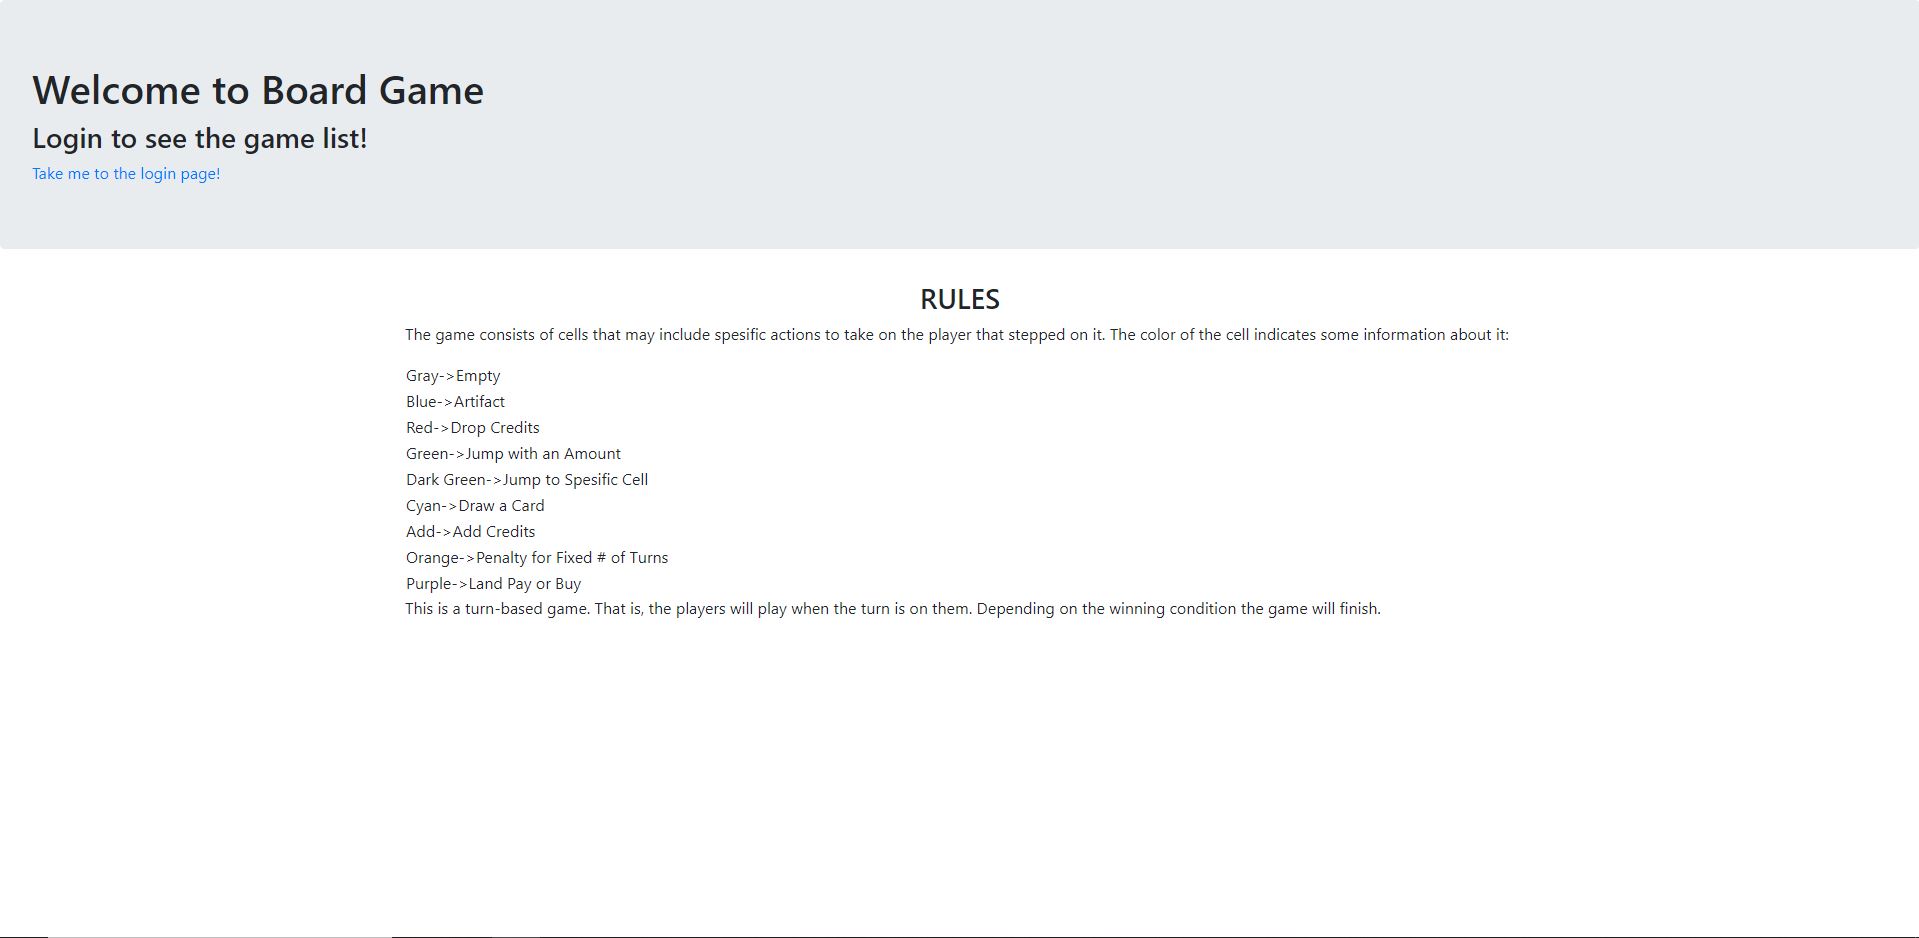 Welcome to Board Game
Login to see the game list!
Take me to the login page!
RULES
The game consists of cells that may include spesific actions to take on the player that stepped on it. The color of the cell indicates some information about it:
Gray->Empty
Blue->Artifact
Red->Drop Credits
Green->Jump with an Amount
Dark Green->Jump to Spesific Cell
Cyan->Draw a Card
Add->Add Credits
Orange->Penalty for Fixed # of Turns
Purple->Land Pay or Buy
This is a turn-based game. That is, the players will play when the turn is on them. Depending on the winning condition the game will finish.